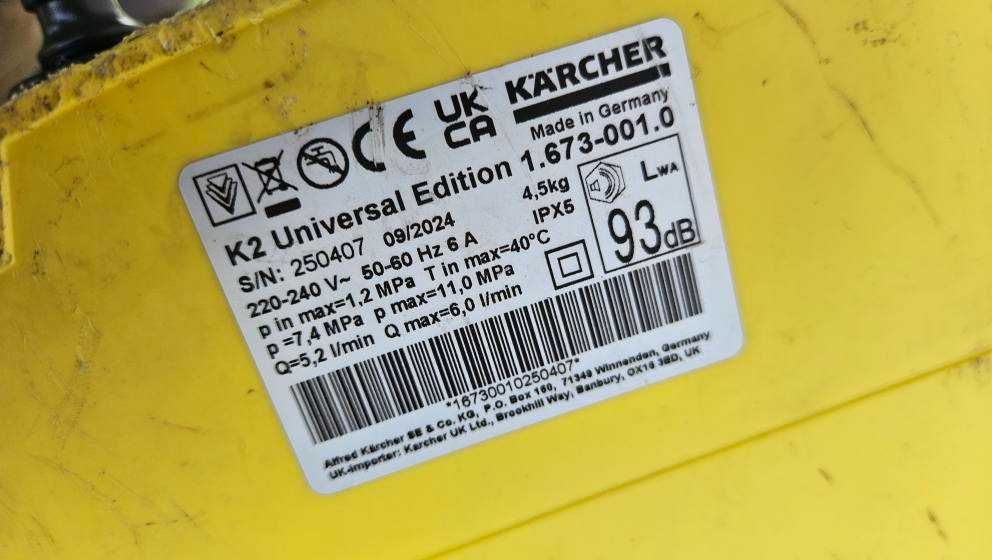 KÄRCHER
Made in Germany
CE UK CA
K2 Universal Edition 1.673-001.0
S/N: 250407 09/2024 4,5kg
220-240 V~ 50-60 Hz 6 A IPX5
p in max=1,2 MPa T in max=40°C
p =7,4 MPa p max=11,0 MPa
Q=5,2 l/min Q max=6,0 l/min
LWA
93dB
*16730010250407*
Alfred Kärcher SE & Co. KG, P.O. Box 160, 71349 Winnenden, Germany
UK-Importer: Karcher UK Ltd., Brookhill Way, Banbury, OX16 3ED, UK